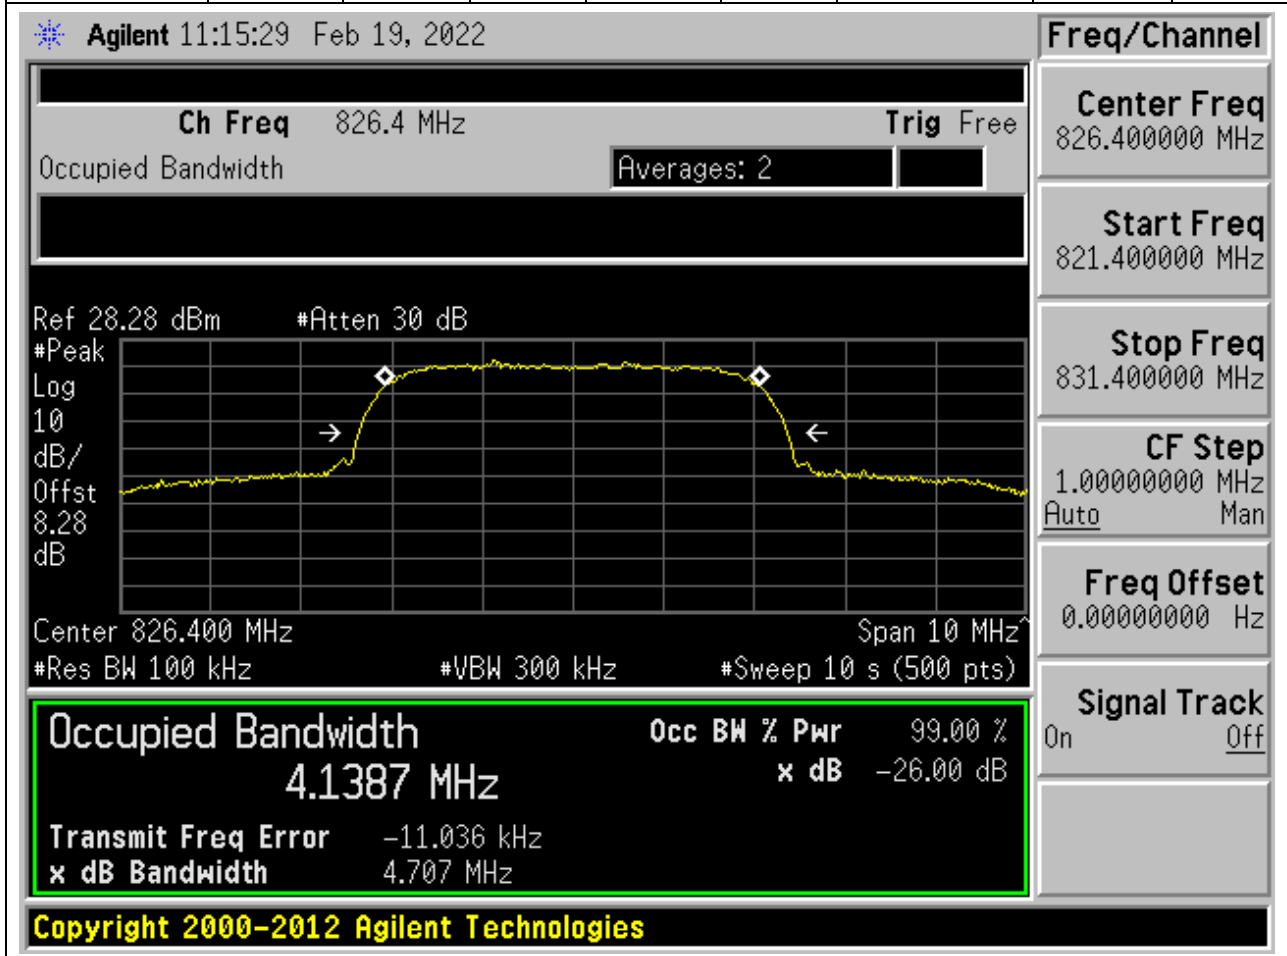 Agilent 11:15:29 Feb 19, 2022
Ch Freq 826.4 MHz Trig Free
Occupied Bandwidth Averages: 2
Ref 28.28 dBm #Atten 30 dB
#Peak
Log
10
dB/
Offst
8.28
dB
Center 826.400 MHz Span 10 MHz^
#Res BW 100 kHz #VBW 300 kHz #Sweep 10 s (500 pts)
Occupied Bandwidth Occ BW % Pwr 99.00 %
4.1387 MHz x dB -26.00 dB
Transmit Freq Error -11.036 kHz
x dB Bandwidth 4.707 MHz
Copyright 2000-2012 Agilent Technologies
Freq/Channel
Center Freq
826.400000 MHz
Start Freq
821.400000 MHz
Stop Freq
831.400000 MHz
CF Step
1.00000000 MHz
Auto Man
Freq Offset
0.00000000 Hz
Signal Track
On Off